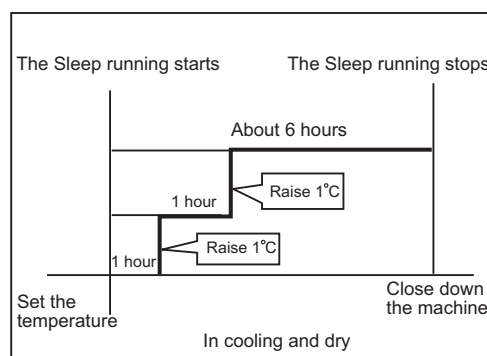 The Sleep running starts
The Sleep running stops
About 6 hours
1 hour
Raise 1°C
1 hour
Raise 1°C
Set the
temperature
Close down
the machine
In cooling and dry